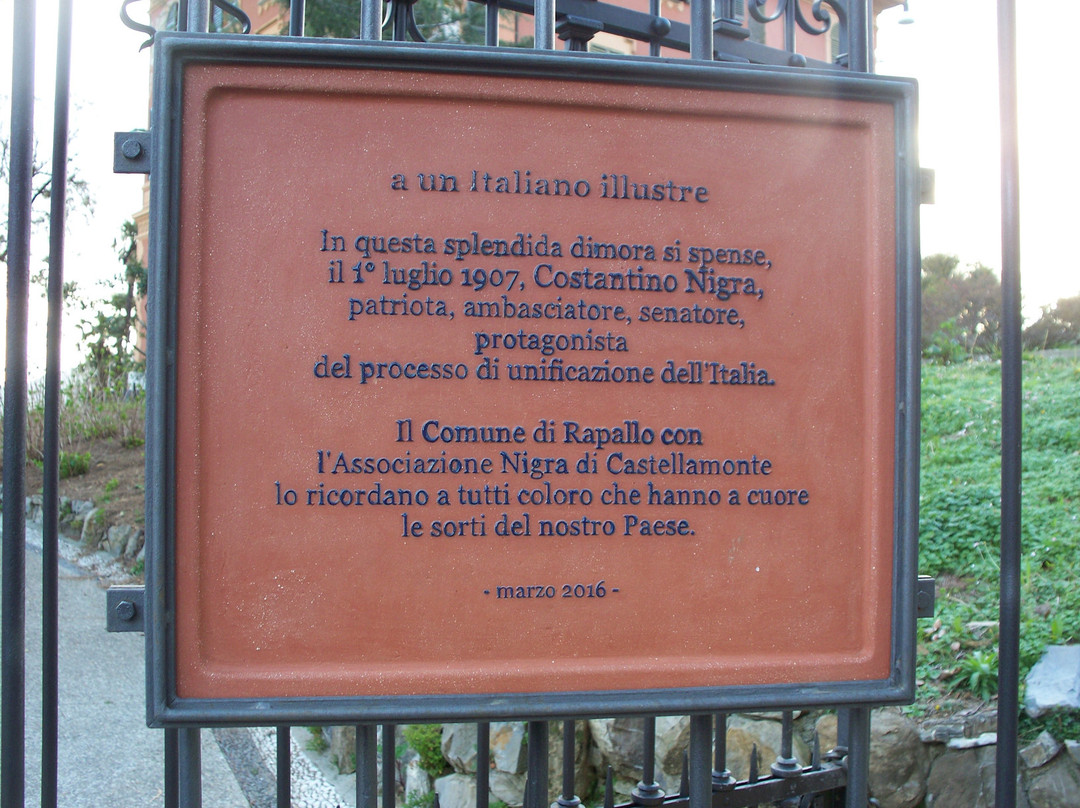 a un Italiano illustre
In questa splendida dimora si spense,
il 1° luglio 1907, Costantino Nigra,
patriota, ambasciatore, senatore,
protagonista
del processo di unificazione dell'Italia.
Il Comune di Rapallo con
l'Associazione Nigra di Castellamonte
lo ricordano a tutti coloro che hanno a cuore
le sorti del nostro Paese.
- marzo 2016 -